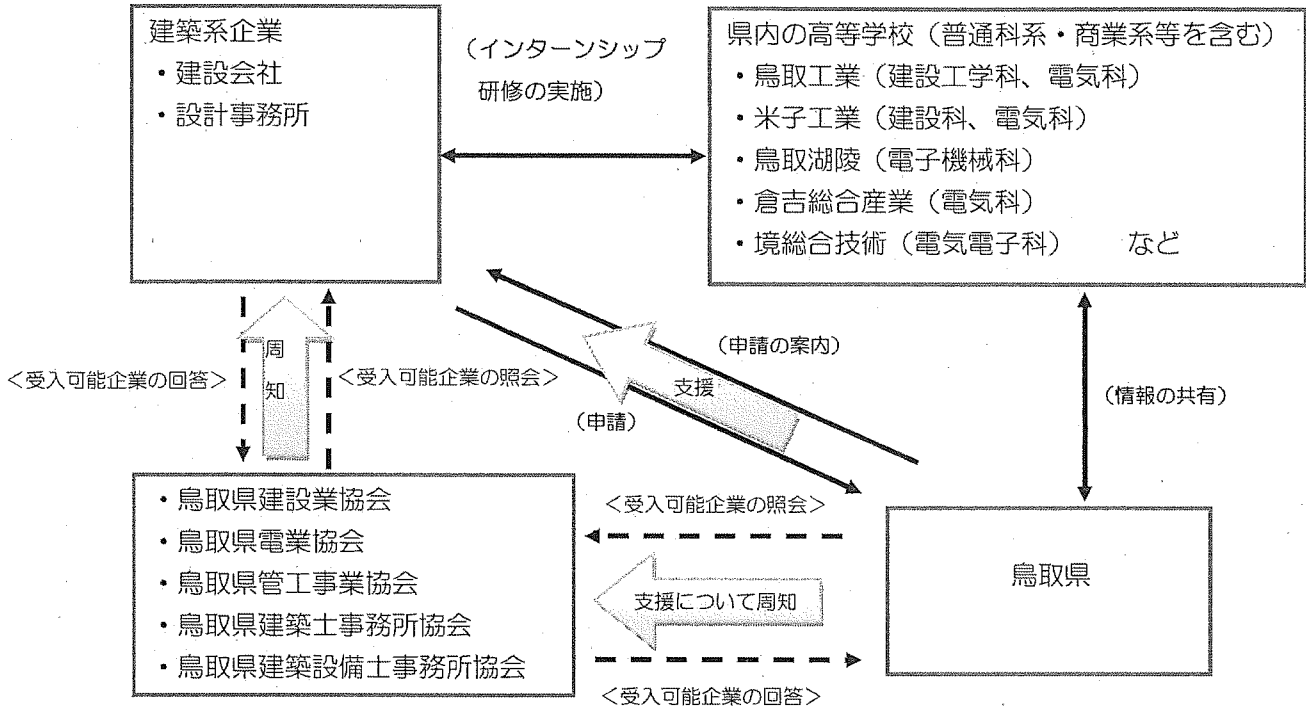 建築系企業
・建設会社
・設計事務所
（インターンシップ
研修の実施）
県内の高等学校（普通科系・商業系等を含む）
・鳥取工業（建設工学科、電気科）
・米子工業（建設科、電気科）
・鳥取湖陵（電子機械科）
・倉吉総合産業（電気科）
・境総合技術（電気電子科）　　など
＜受入可能企業の回答＞
周
知
＜受入可能企業の照会＞
（申請の案内）
支援
（申請）
（情報の共有）
・鳥取県建設業協会
・鳥取県電業協会
・鳥取県管工事業協会
・鳥取県建築士事務所協会
・鳥取県建築設備士事務所協会
＜受入可能企業の照会＞
支援について周知
＜受入可能企業の回答＞
鳥取県